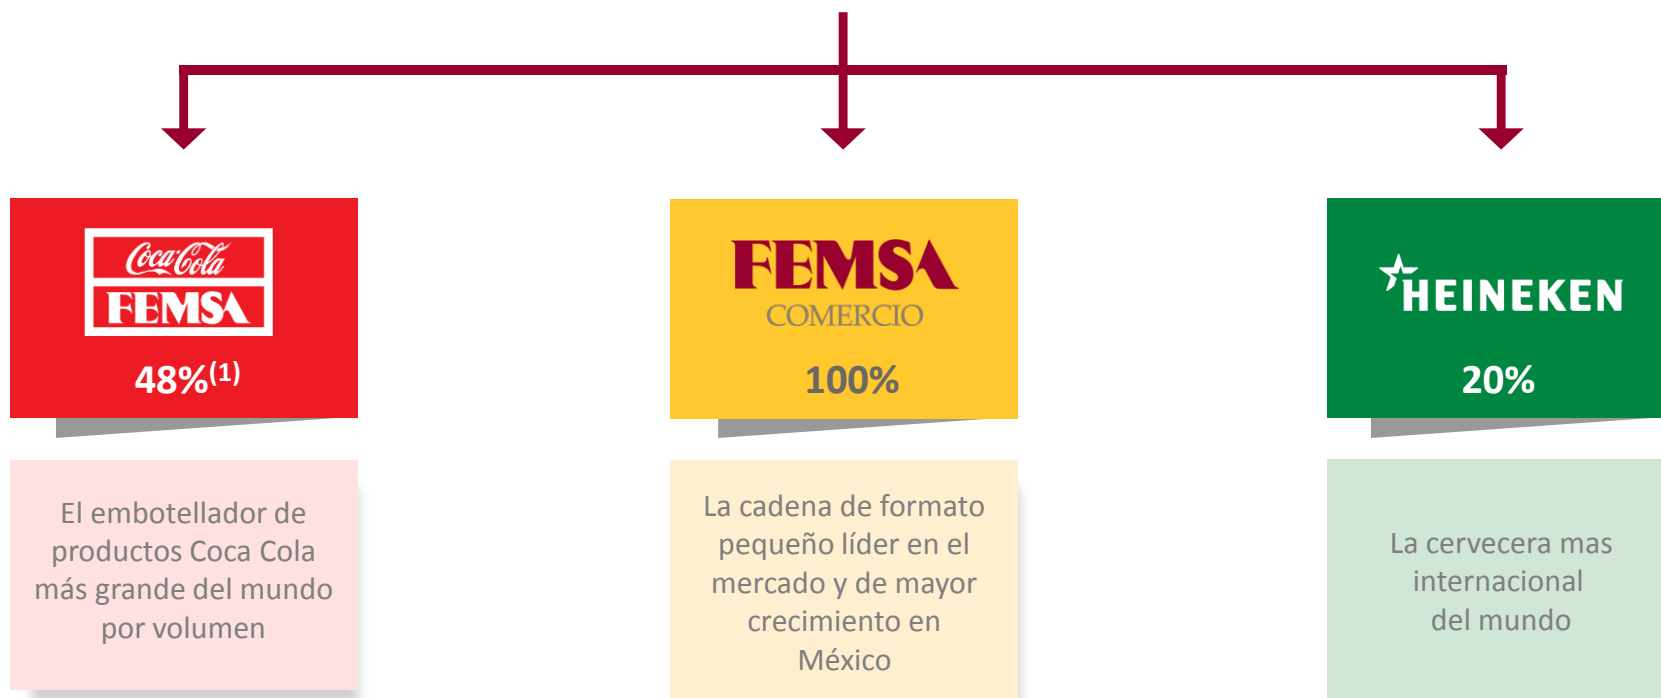 Coca-Cola
FEMSA
48%(1)
El embotellador de
productos Coca Cola
más grande del mundo
por volumen
FEMSA
COMERCIO
100%
La cadena de formato
pequeño líder en el
mercado y de mayor
crecimiento en
México
HEINEKEN
20%
La cervecera mas
internacional
del mundo